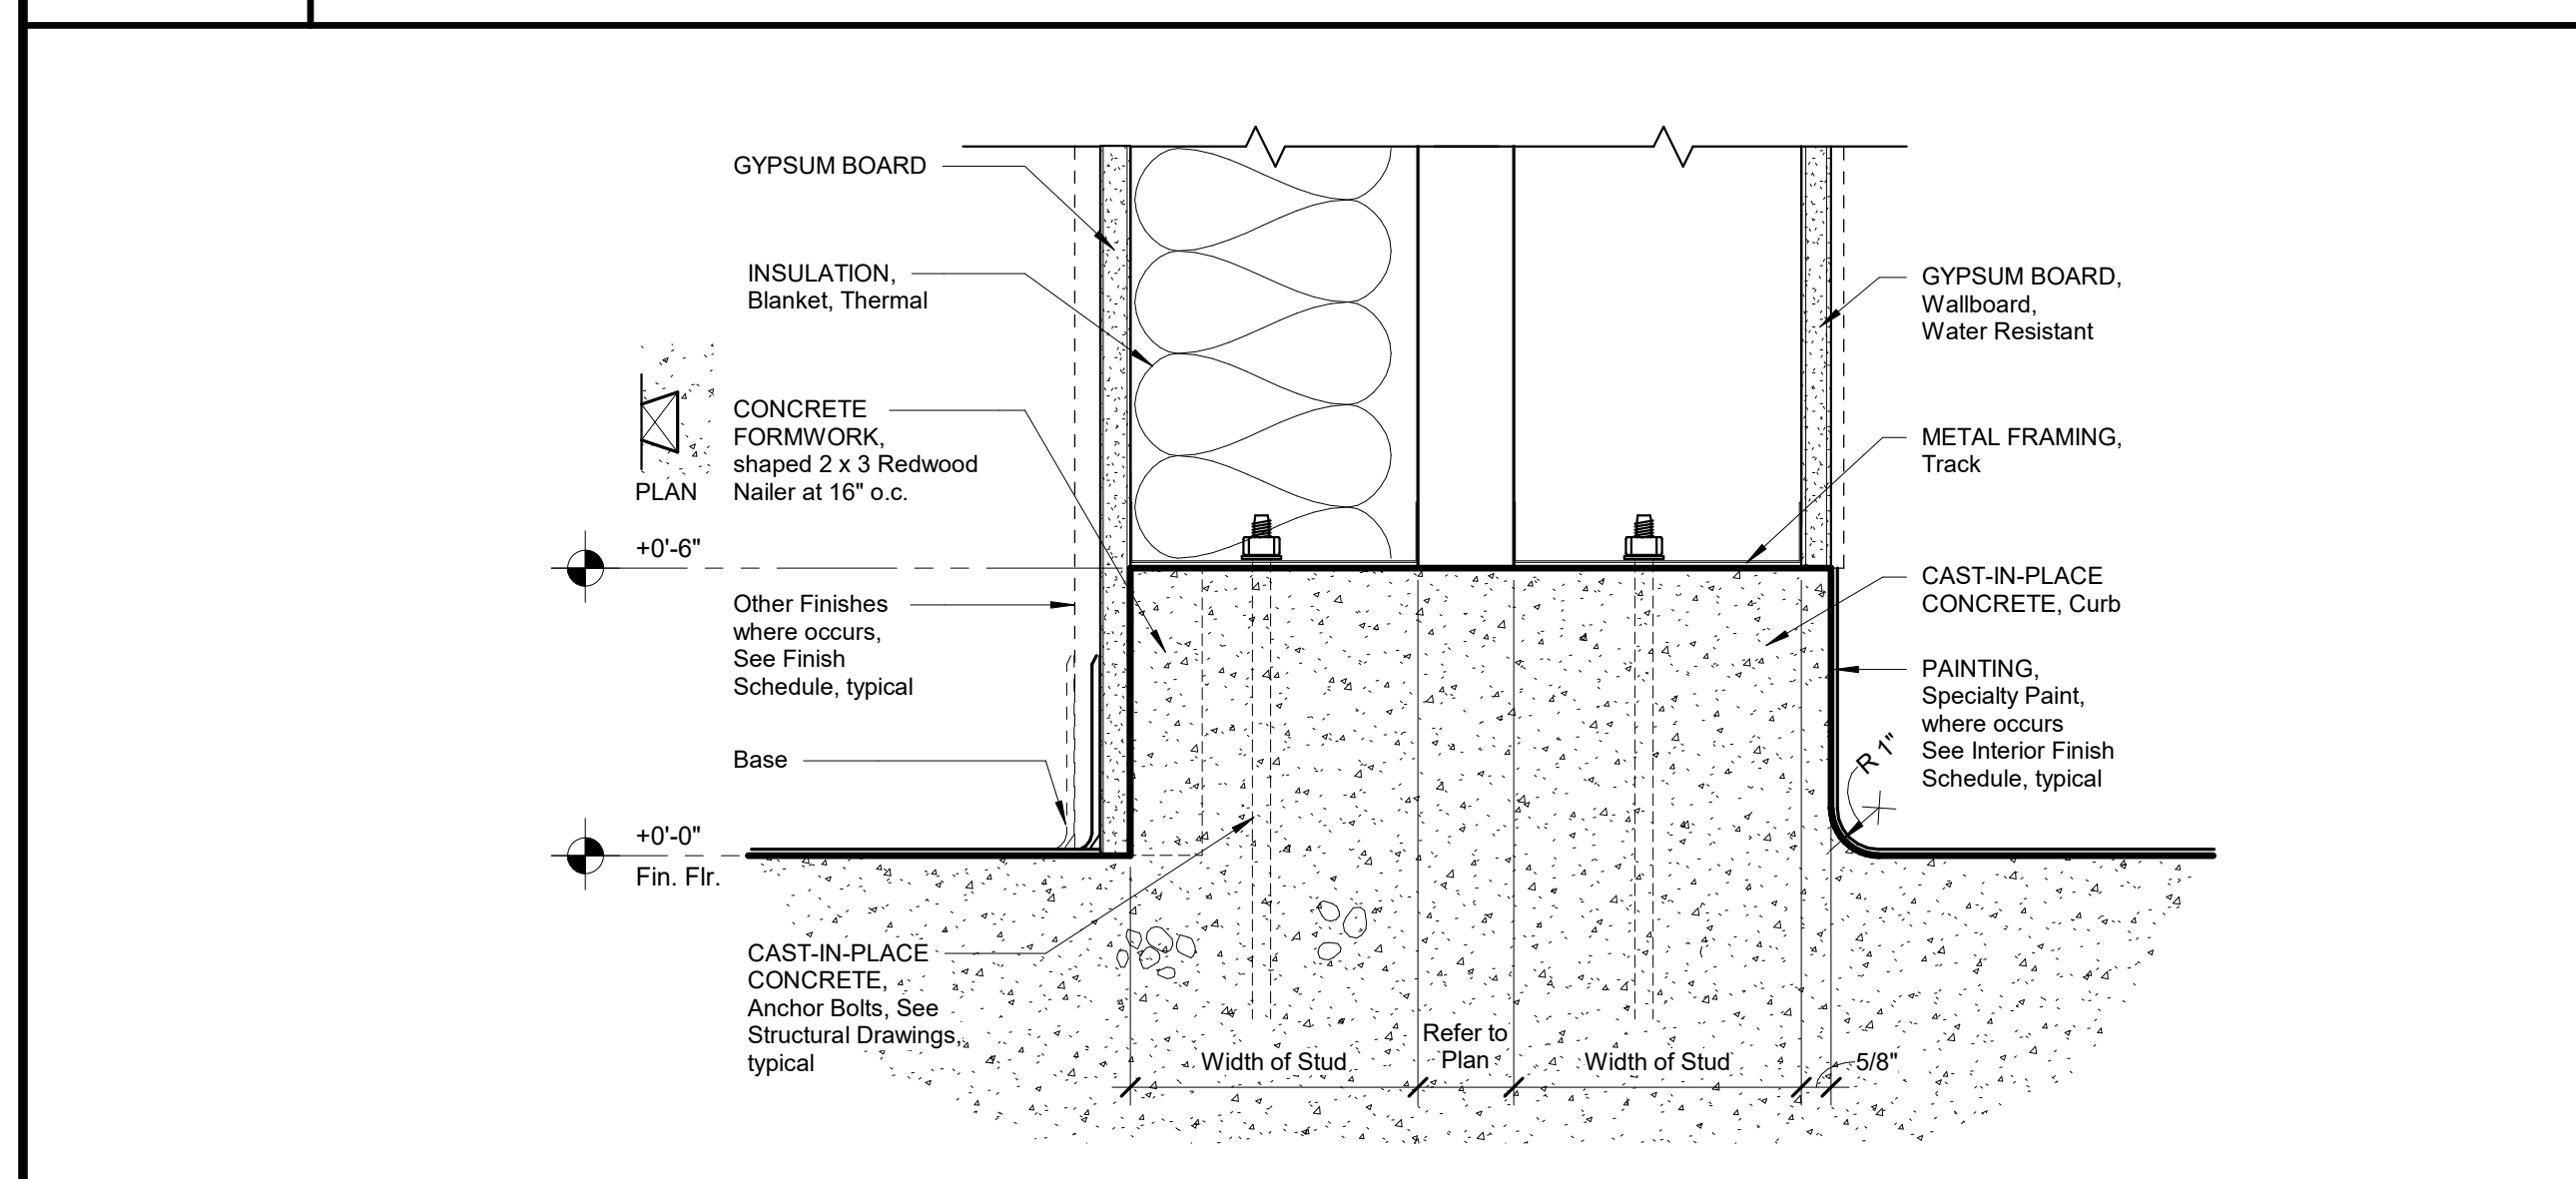 GYPSUM BOARD
INSULATION,
Blanket, Thermal
CONCRETE
FORMWORK,
shaped 2 x 3 Redwood
Nailer at 16" o.c.
PLAN
+0'-6"
Other Finishes
where occurs,
See Finish
Schedule, typical
Base
+0'-0"
Fin. Flr.
CAST-IN-PLACE
CONCRETE,
Anchor Bolts, See
Structural Drawings,
typical
Width of Stud
Refer to
Plan
Width of Stud
5/8"
GYPSUM BOARD,
Wallboard,
Water Resistant
METAL FRAMING,
Track
CAST-IN-PLACE
CONCRETE, Curb
PAINTING,
Specialty Paint,
where occurs
See Interior Finish
Schedule, typical
R 1"